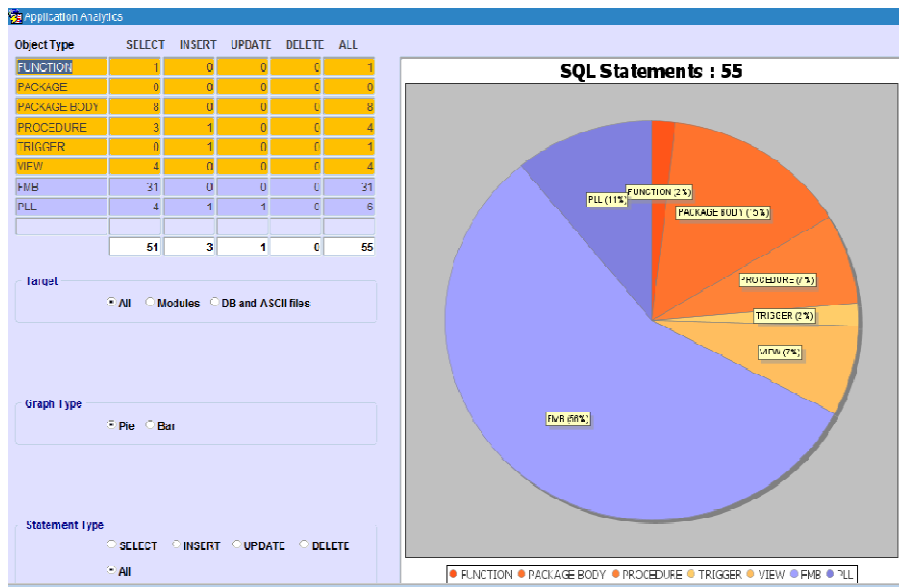 Application Analytics
Object Type SELECT INSERT UPDATE DELETE ALL
FUNCTION 1 0 0 0 1
PACKAGE 0 0 0 0 0
PACKAGE BODY 8 0 0 0 8
PROCEDURE 3 1 0 0 4
TRIGGER 0 1 0 0 1
VIEW 4 0 0 0 4
FMB 31 0 0 0 31
PLL 4 1 1 0 6
51 3 1 0 55
Target
All Modules DB and ASCII files
Graph Type
Pie Bar
Statement Type
SELECT INSERT UPDATE DELETE
All
SQL Statements : 55
PLL (11%)
FUNCTION (2%)
PACKAGE BODY (15%)
PROCEDURE (7%)
TRIGGER (2%)
VIEW (7%)
FMB (56%)
FUNCTION PACKAGE BODY PROCEDURE TRIGGER VIEW FMB PLL